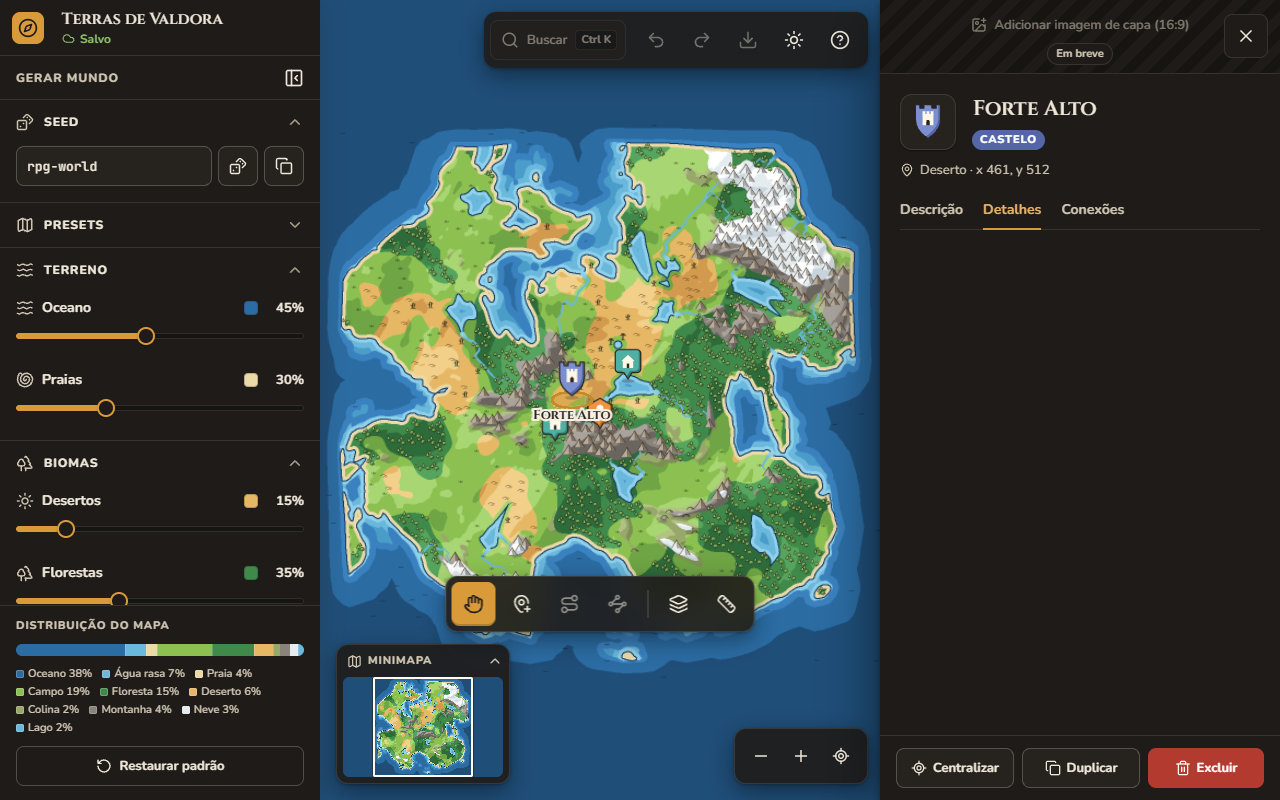 Terras de Valdora
Salvo
GERAR MUNDO
SEED
rpg-world
PRESETS
TERRENO
Oceano 45%
Praias 30%
BIOMAS
Desertos 15%
Florestas 35%
DISTRIBUIÇÃO DO MAPA
Oceano 38% Água rasa 7% Praia 4%
Campo 19% Floresta 15% Deserto 6%
Colina 2% Montanha 4% Neve 3%
Lago 2%
Restaurar padrão
Buscar Ctrl K
Forte Alto
MINIMAPA
Adicionar imagem de capa (16:9)
Em breve
Forte Alto
CASTELO
Deserto · x 461, y 512
Descrição Detalhes Conexões
Centralizar Duplicar Excluir